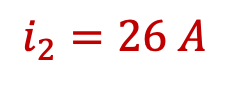 i₂ = 26 A